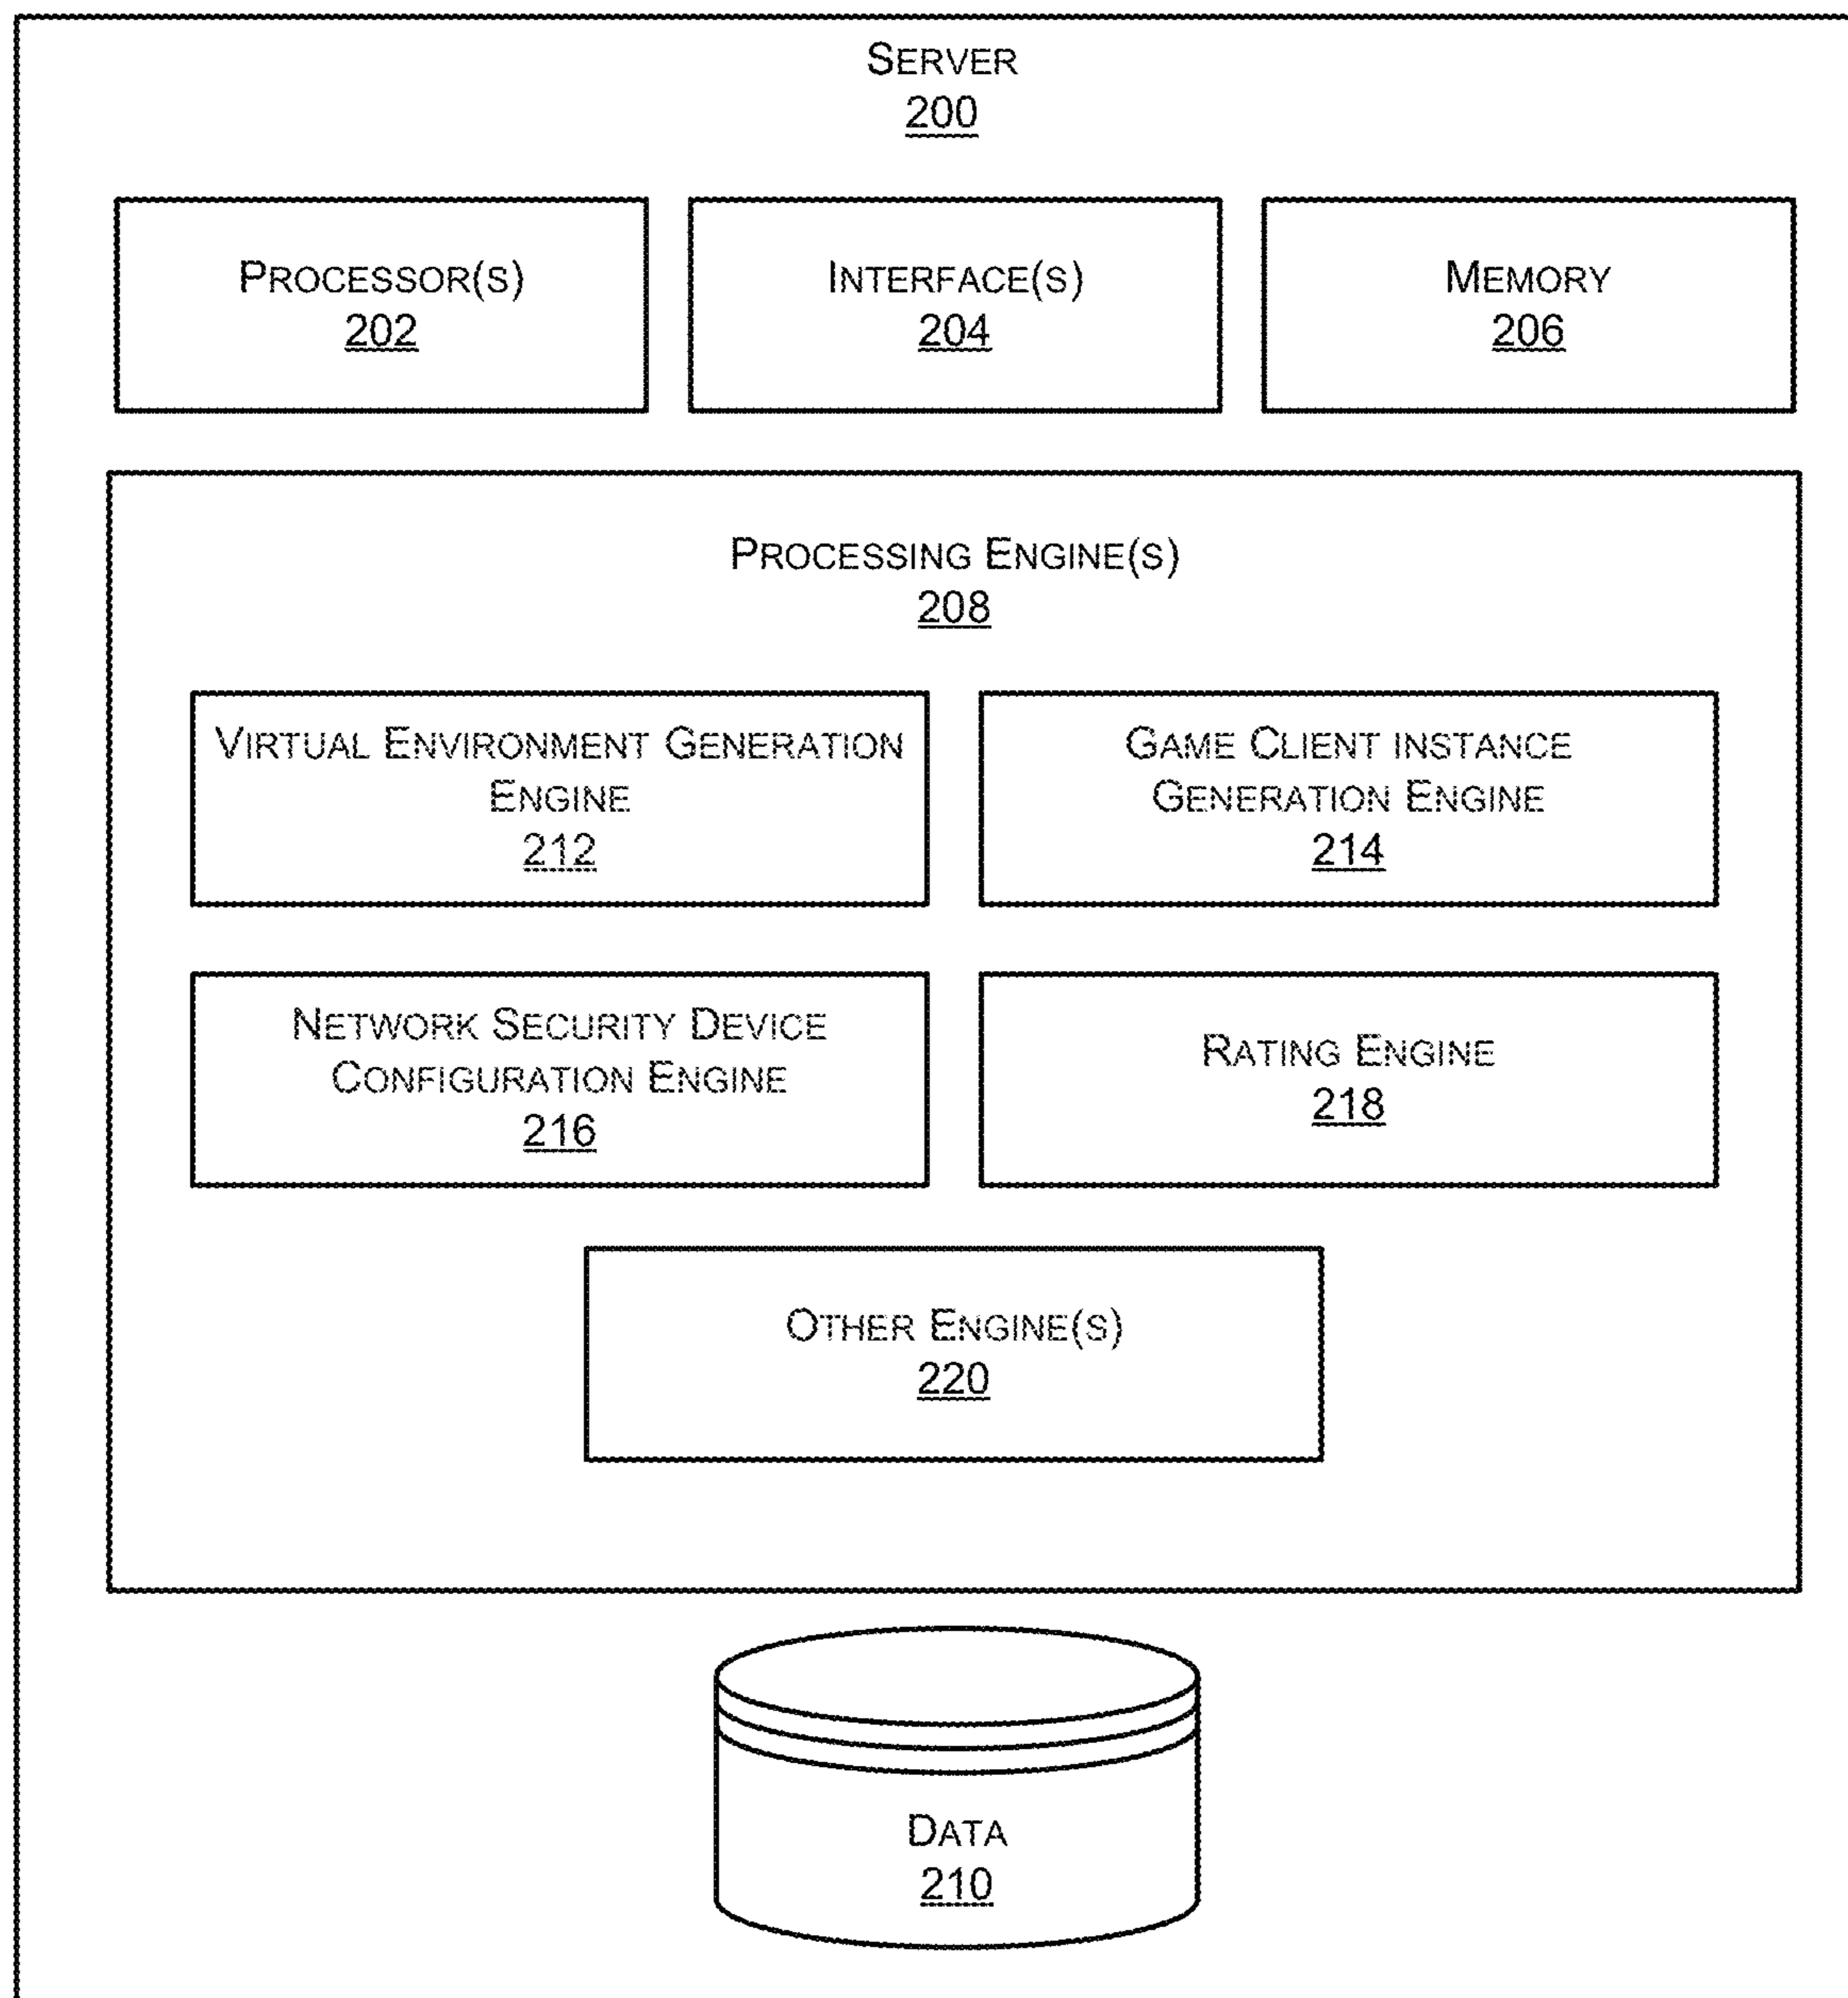 SERVER
200
PROCESSOR(S)
202
INTERFACE(S)
204
MEMORY
206
PROCESSING ENGINE(S)
208
VIRTUAL ENVIRONMENT GENERATION
ENGINE
212
GAME CLIENT INSTANCE
GENERATION ENGINE
214
NETWORK SECURITY DEVICE
CONFIGURATION ENGINE
216
RATING ENGINE
218
OTHER ENGINE(S)
220
DATA
210